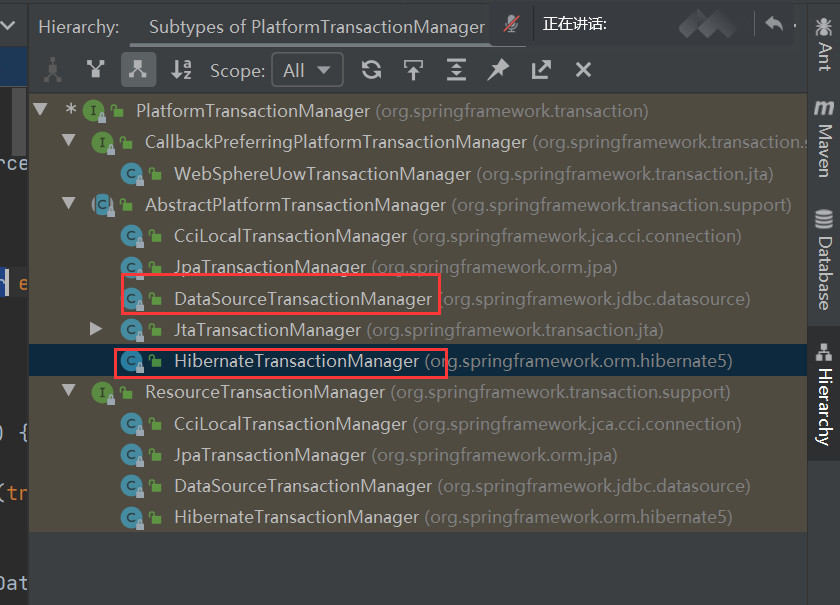 Hierarchy: Subtypes of PlatformTransactionManager 正在讲话:
Scope: All
* PlatformTransactionManager (org.springframework.transaction)
CallbackPreferringPlatformTransactionManager (org.springframework.transaction.
WebSphereUowTransactionManager (org.springframework.transaction.jta)
AbstractPlatformTransactionManager (org.springframework.transaction.support)
CciLocalTransactionManager (org.springframework.jca.cci.connection)
JpaTransactionManager (org.springframework.orm.jpa)
DataSourceTransactionManager (org.springframework.jdbc.datasource)
JtaTransactionManager (org.springframework.transaction.jta)
HibernateTransactionManager (org.springframework.orm.hibernate5)
ResourceTransactionManager (org.springframework.transaction.support)
CciLocalTransactionManager (org.springframework.jca.cci.connection)
JpaTransactionManager (org.springframework.orm.jpa)
DataSourceTransactionManager (org.springframework.jdbc.datasource)
HibernateTransactionManager (org.springframework.orm.hibernate5)
rce
e
) {
(tr
Dat
Ant
Maven
Database
Hierarchy